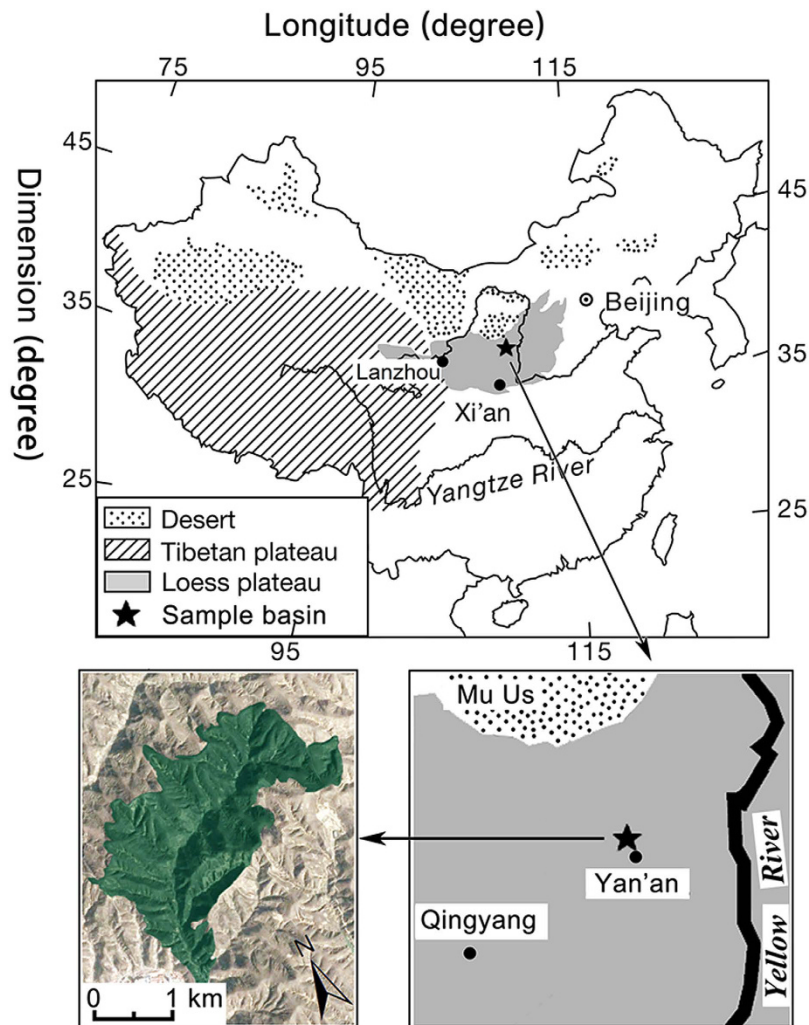 Longitude (degree)
75
95
115
45
45
Dimension (degree)
35
Beijing
35
Lanzhou
Xi'an
Yangtze River
25
25
Desert
Tibetan plateau
Loess plateau
Sample basin
95
115
Mu Us
Yan'an
Qingyang
Yellow River
N
0 1 km